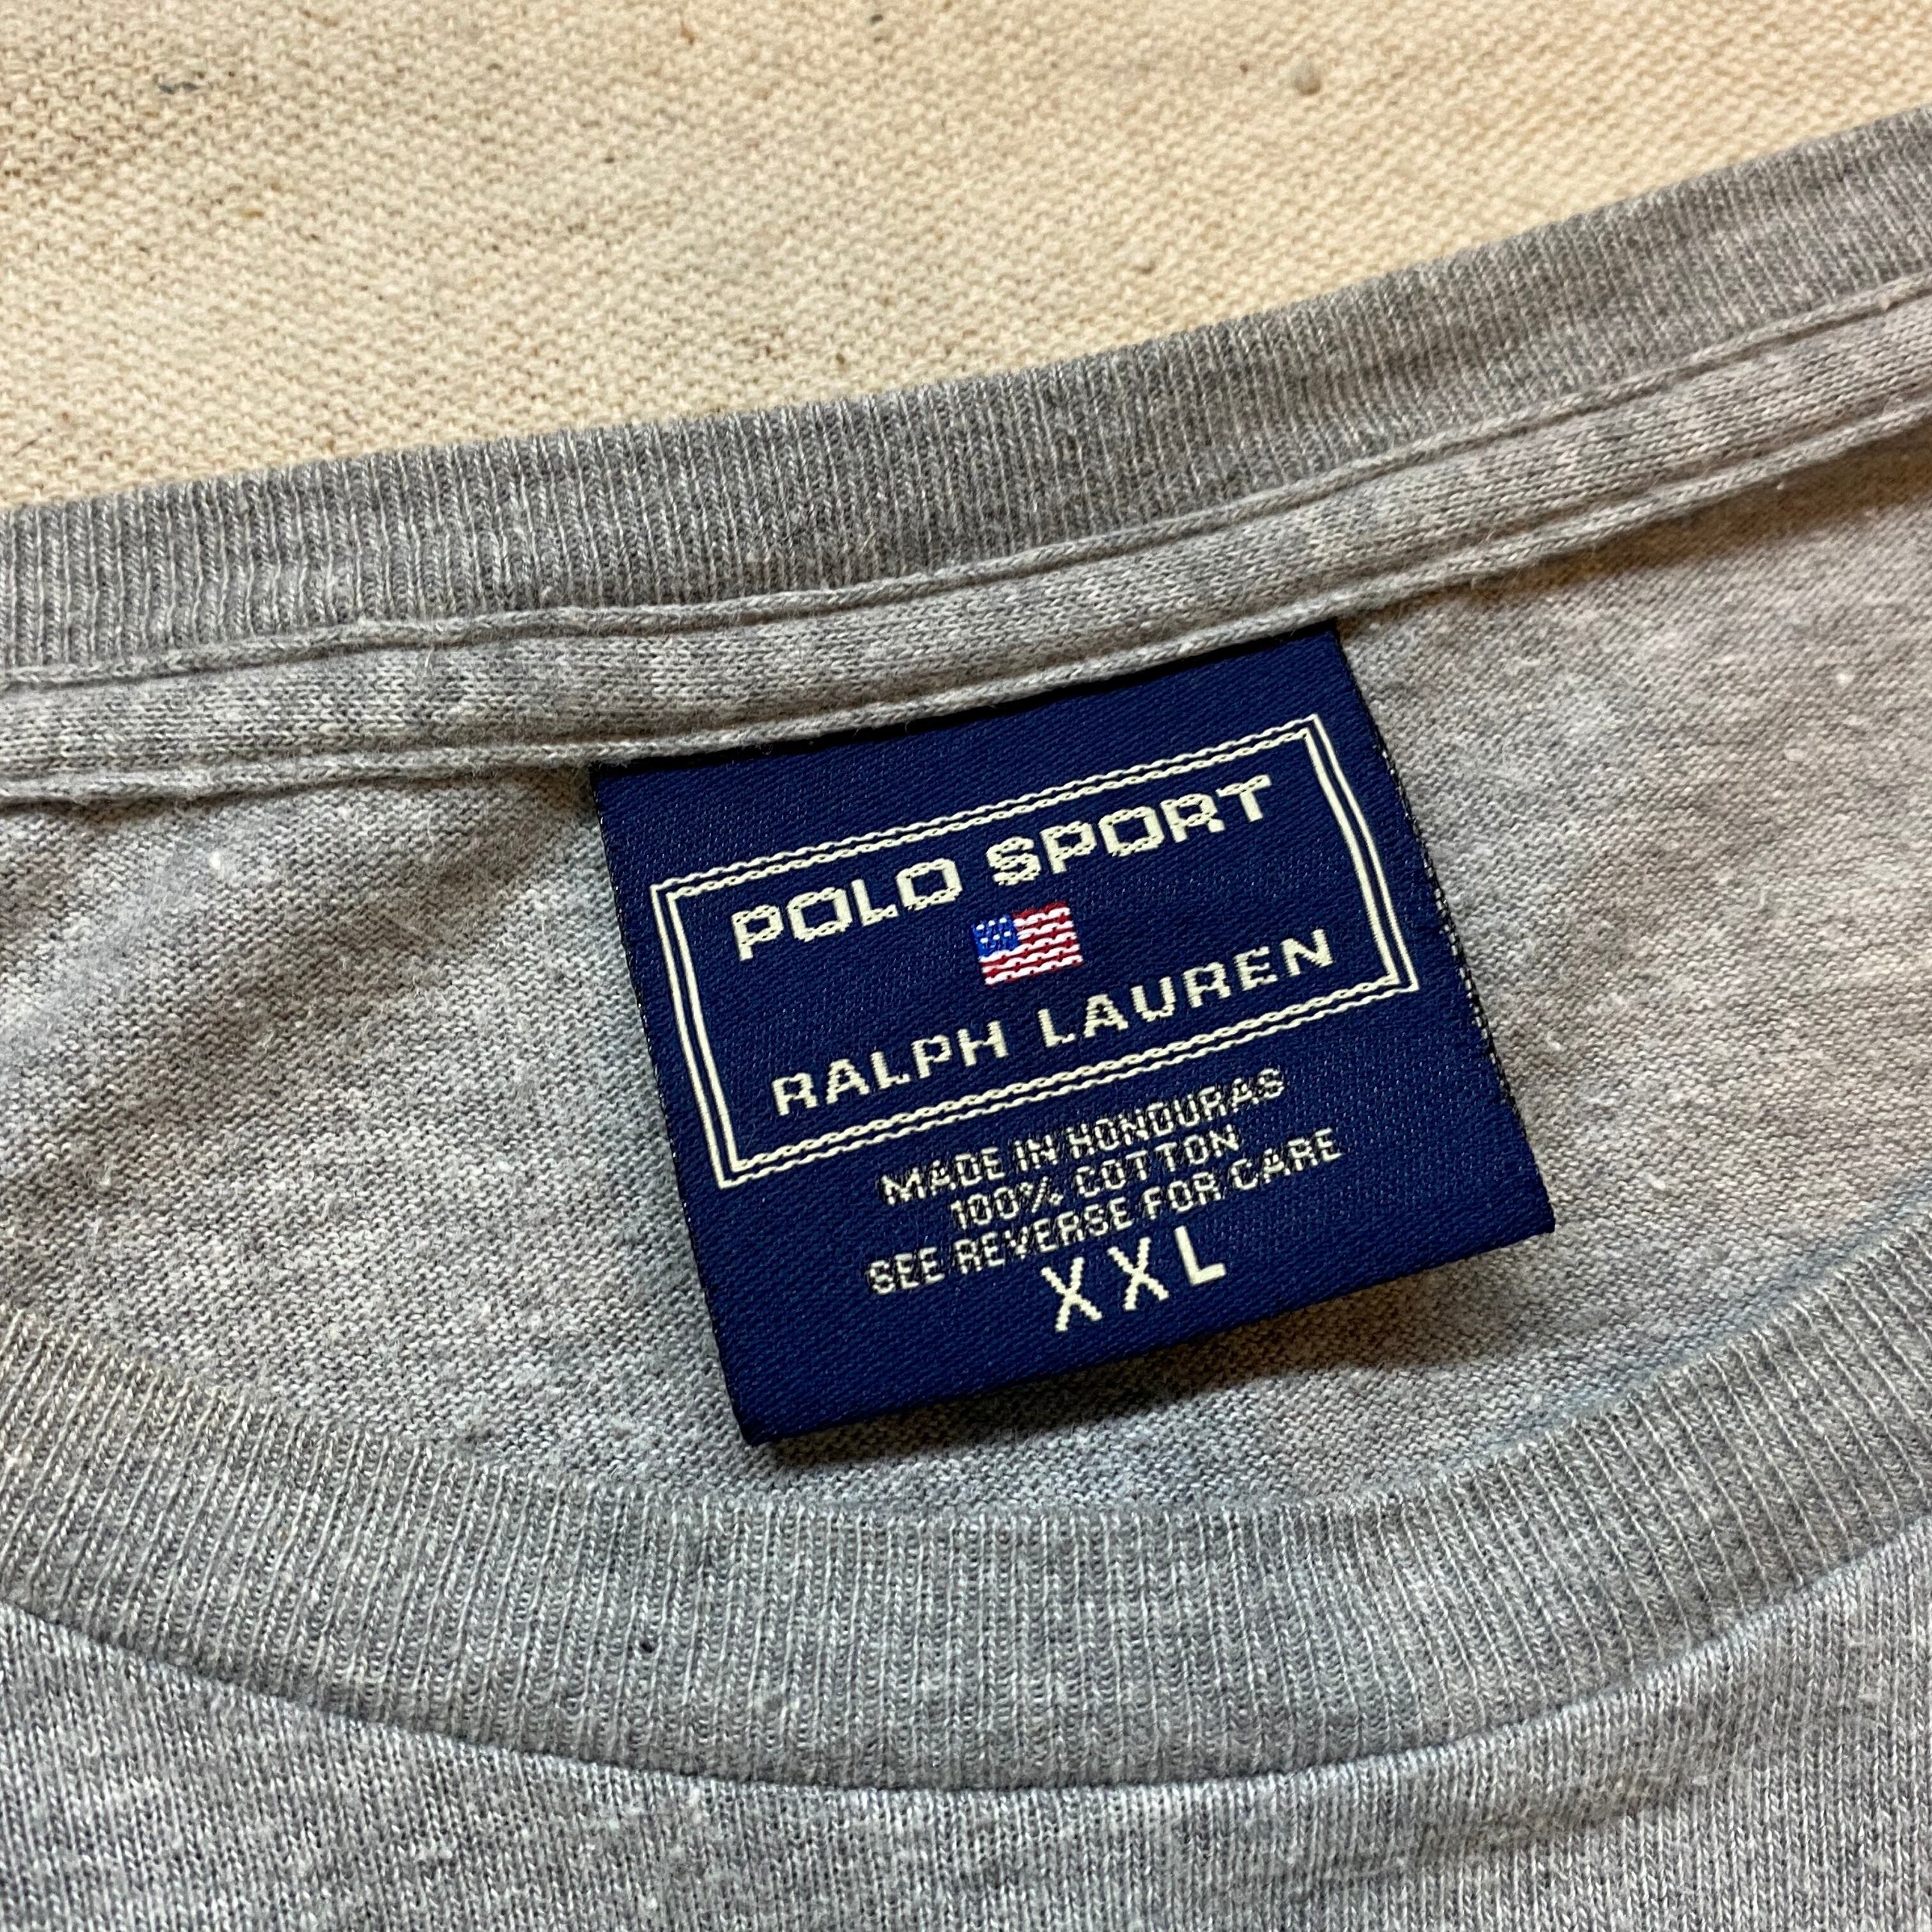 POLO SPORT
RALPH LAUREN
MADE IN HONDURAS
100% COTTON
SEE REVERSE FOR CARE
XXL